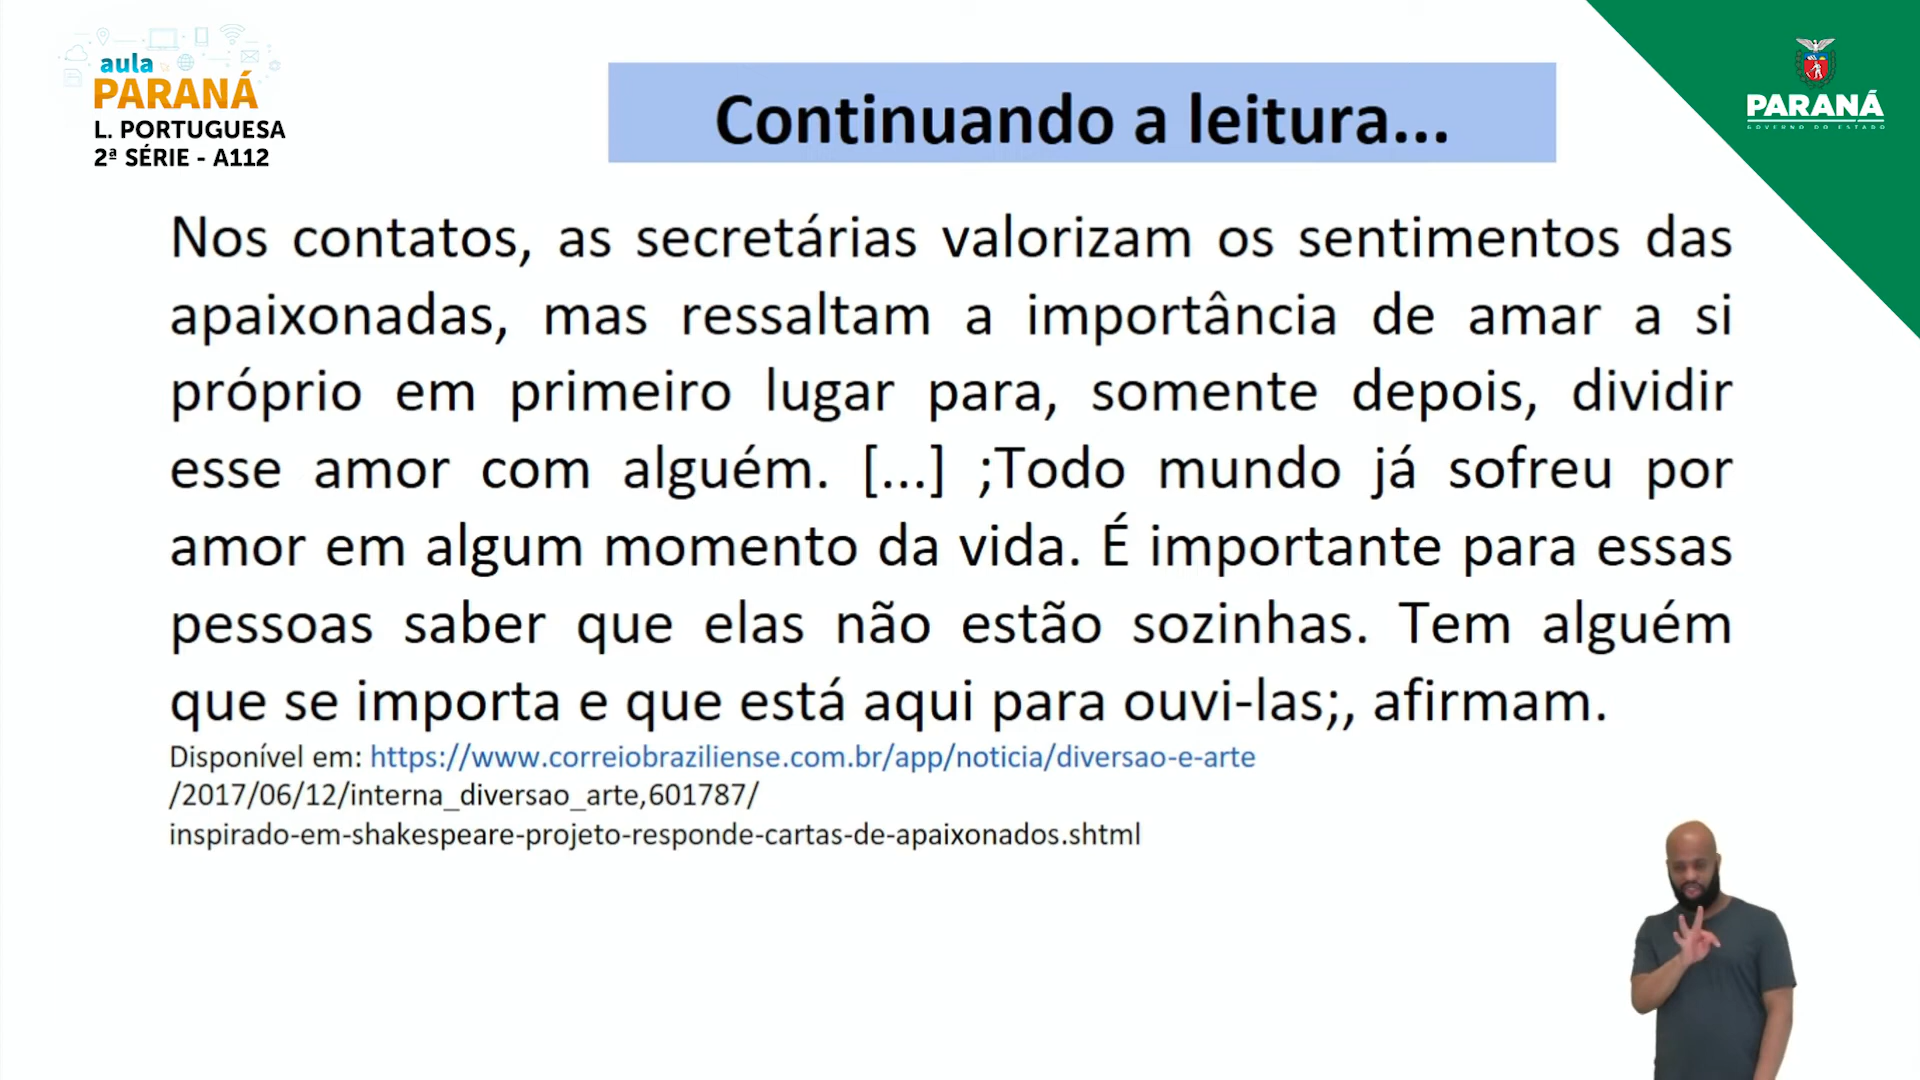 aula
PARANÁ
L. PORTUGUESA
2ª SÉRIE - A112
Continuando a leitura...
PARANÁ
GOVERNO DO ESTADO
Nos contatos, as secretárias valorizam os sentimentos das
apaixonadas, mas ressaltam a importância de amar a si
próprio em primeiro lugar para, somente depois, dividir
esse amor com alguém. [...] ;Todo mundo já sofreu por
amor em algum momento da vida. É importante para essas
pessoas saber que elas não estão sozinhas. Tem alguém
que se importa e que está aqui para ouvi-las;, afirmam.
Disponível em: https://www.correiobraziliense.com.br/app/noticia/diversao-e-arte
/2017/06/12/interna_diversao_arte,601787/
inspirado-em-shakespeare-projeto-responde-cartas-de-apaixonados.shtml